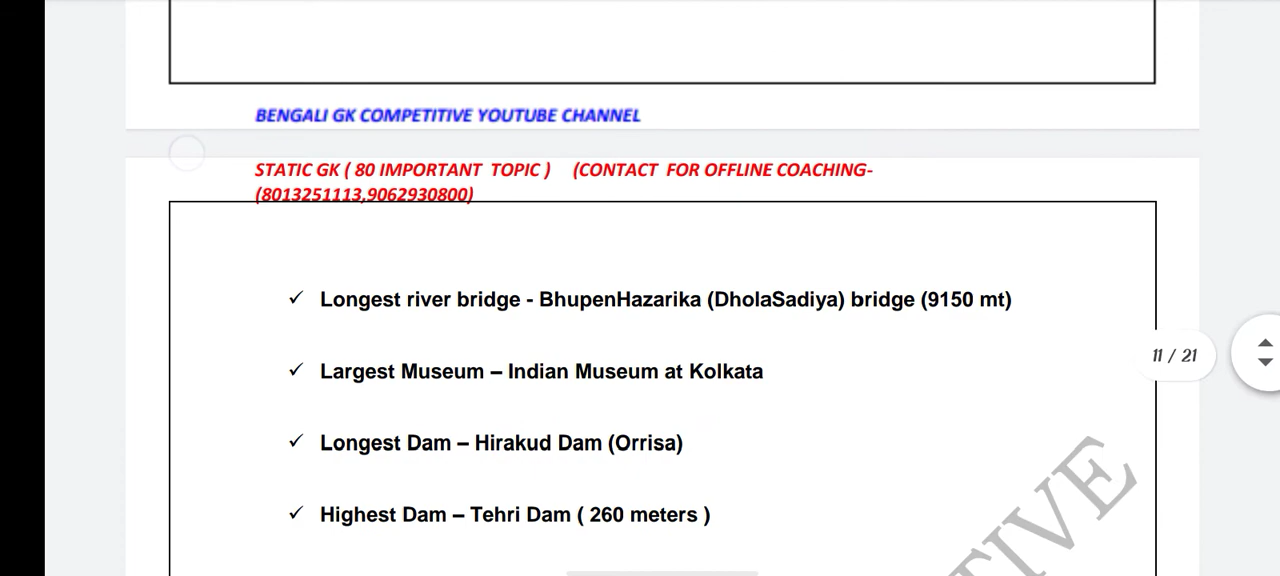 BENGALI GK COMPETITIVE YOUTUBE CHANNEL
STATIC GK ( 80 IMPORTANT TOPIC ) (CONTACT FOR OFFLINE COACHING-
(8013251113,9062930800)
✓ Longest river bridge - BhupenHazarika (DholaSadiya) bridge (9150 mt)
11 / 21
✓ Largest Museum – Indian Museum at Kolkata
✓ Longest Dam – Hirakud Dam (Orrisa)
✓ Highest Dam – Tehri Dam ( 260 meters )
TIVE